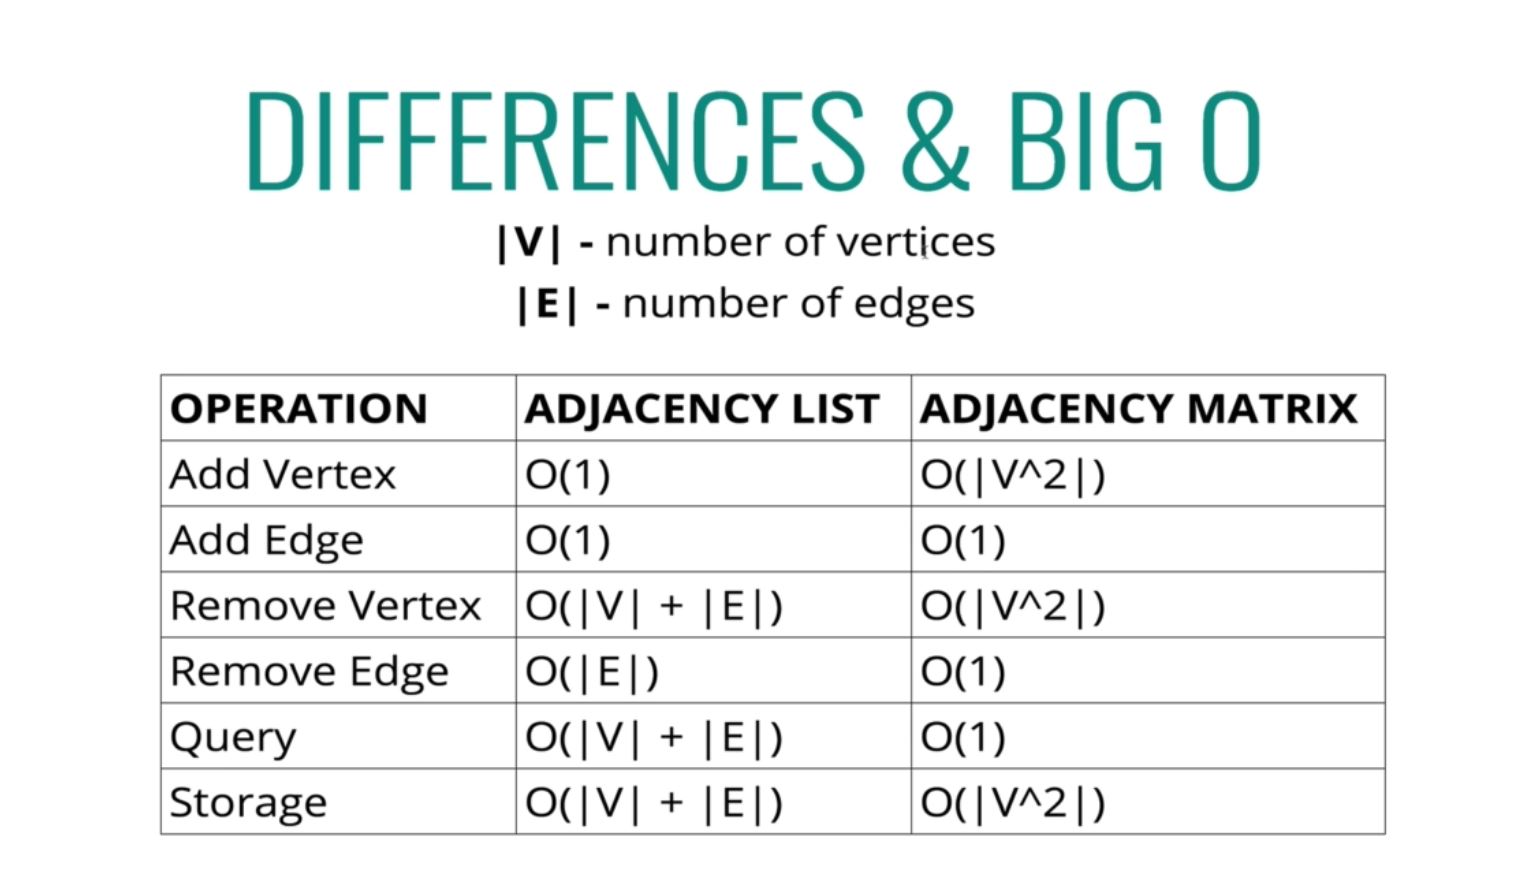 DIFFERENCES & BIG O
|V| - number of vertices
|E| - number of edges
OPERATION ADJACENCY LIST ADJACENCY MATRIX
Add Vertex O(1) O(|V^2|)
Add Edge O(1) O(1)
Remove Vertex O(|V| + |E|) O(|V^2|)
Remove Edge O(|E|) O(1)
Query O(|V| + |E|) O(1)
Storage O(|V| + |E|) O(|V^2|)